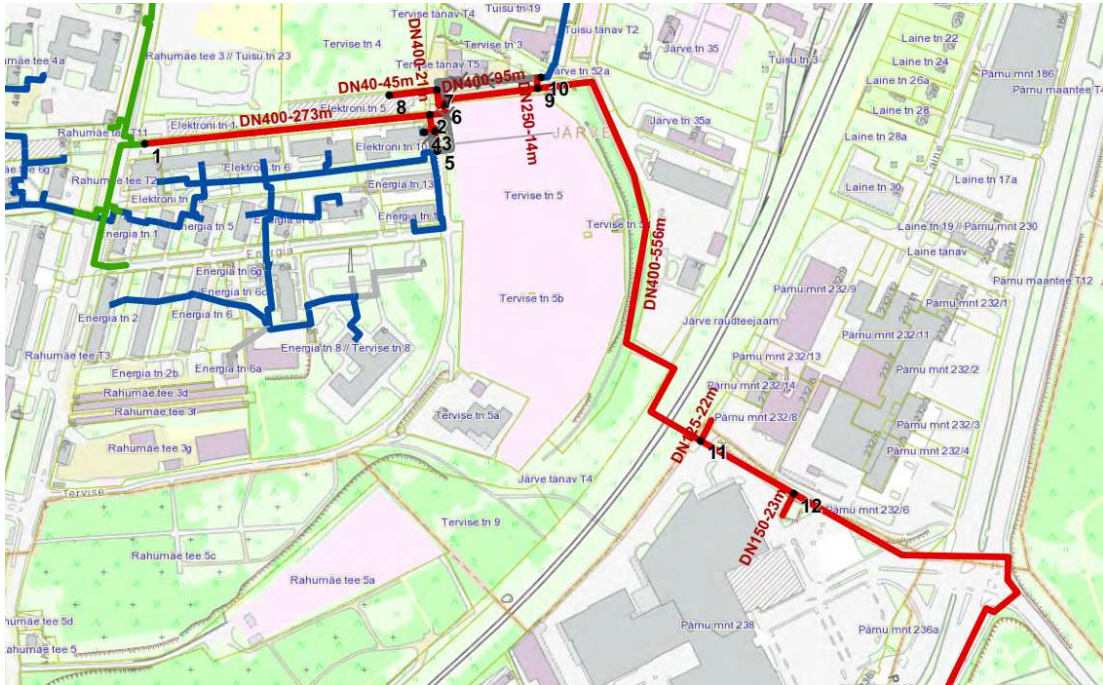 Rahumäe tee 3 // Tuisu tn 23
Tervise tänav T4
Tuisu tn 19
Tuisu tänav T2
Tervise tn 4
Tervise tn 3
Tervise tänav T5
Järve tn 35
Tuisu tn 3
Laine tn 22
Laine tn 24
Laine tn 26a
Laine tn 28
Laine tn 28a
Pärnu mnt 186
Pärnu maantee T4
DN40-45m
DN400-95m
Järve tn 52a
DN250-14m
Elektroni tn 5
DN400-273m
Rahumäe tee T11
1
2
3
4
5
6
7
8
9
10
JÄRVE
Järve tn 35a
Laine tn 30
Laine tn 17a
Laine tn 19 // Pärnu mnt 230
Laine tänav
Rahumäe tee T2
Elektroni tn 6
Energia tn 13
Energia tn 1
Energia tn 5
Energia
Tervise tn 5
Energia tn 6g
Energia tn 6c
Energia tn 2
Energia tn 6
Tervise tn 5b
DN400-556m
Pärnu mnt 232/9
Pärnu mnt 232/1
Pärnu maantee T12
Pärnu mnt 232/11
Järve raudteejaam
Rahumäe tee T3
Energia tn 8 // Tervise tn 8
Energia tn 6a
Energia tn 2b
Pärnu mnt 232/13
Pärnu mnt 232/2
Pärnu mnt 232/14
Rahumäe tee 3d
Rahumäe tee 3f
Tervise tn 5a
Pärnu mnt 232/8
Pärnu mnt 232/3
Rahumäe tee 3g
DN125-22m
11
Pärnu mnt 232/4
Järve tänav T4
Tervise
12
Tervise tn 9
DN150-23m
Pärnu mnt 232/6
Rahumäe tee 5c
Rahumäe tee 5a
Pärnu mnt 238
Pärnu mnt 236a